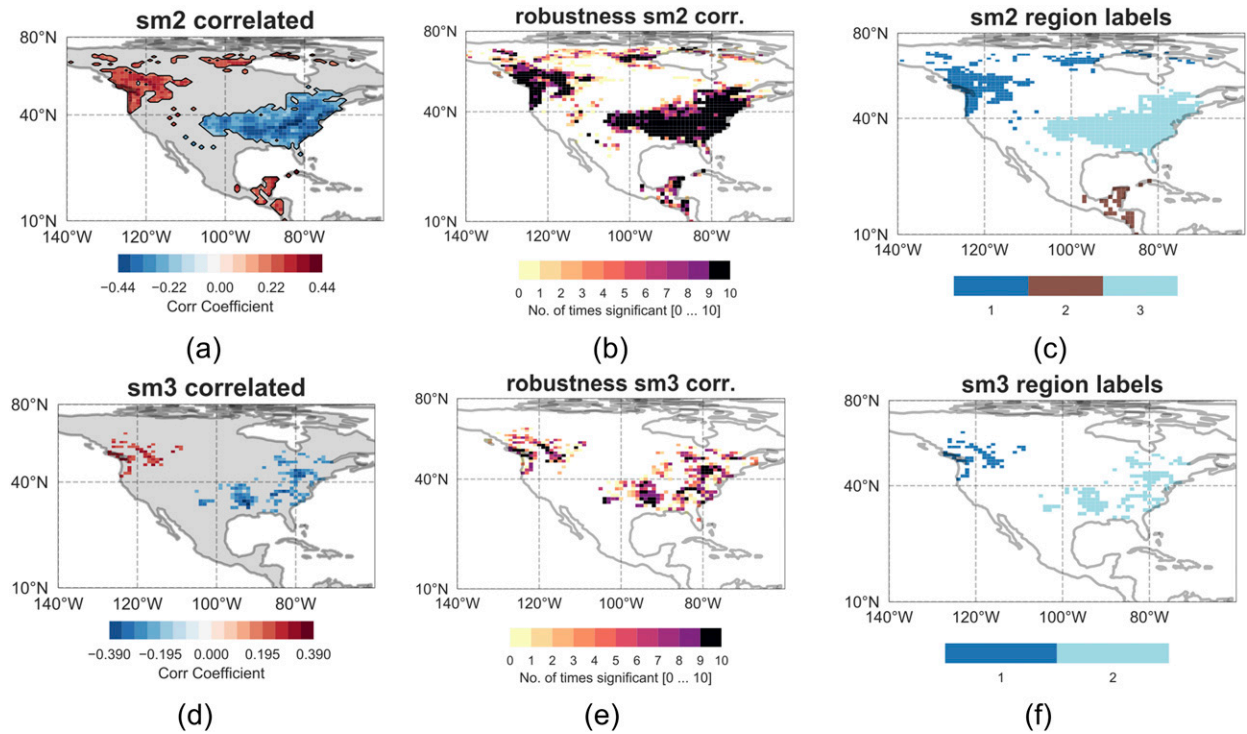 sm2 correlated
80°N
40°N
10°N
140°W 120°W 100°W 80°W
−0.44 −0.22 0.00 0.22 0.44
Corr Coefficient
(a)
robustness sm2 corr.
80°N
40°N
10°N
140°W 120°W 100°W 80°W
0 1 2 3 4 5 6 7 8 9 10
No. of times significant [0 ... 10]
(b)
sm2 region labels
80°N
40°N
10°N
140°W 120°W 100°W 80°W
1 2 3
(c)
sm3 correlated
80°N
40°N
10°N
140°W 120°W 100°W 80°W
−0.390 −0.195 0.000 0.195 0.390
Corr Coefficient
(d)
robustness sm3 corr.
80°N
40°N
10°N
140°W 120°W 100°W 80°W
0 1 2 3 4 5 6 7 8 9 10
No. of times significant [0 ... 10]
(e)
sm3 region labels
80°N
40°N
10°N
140°W 120°W 100°W 80°W
1 2
(f)